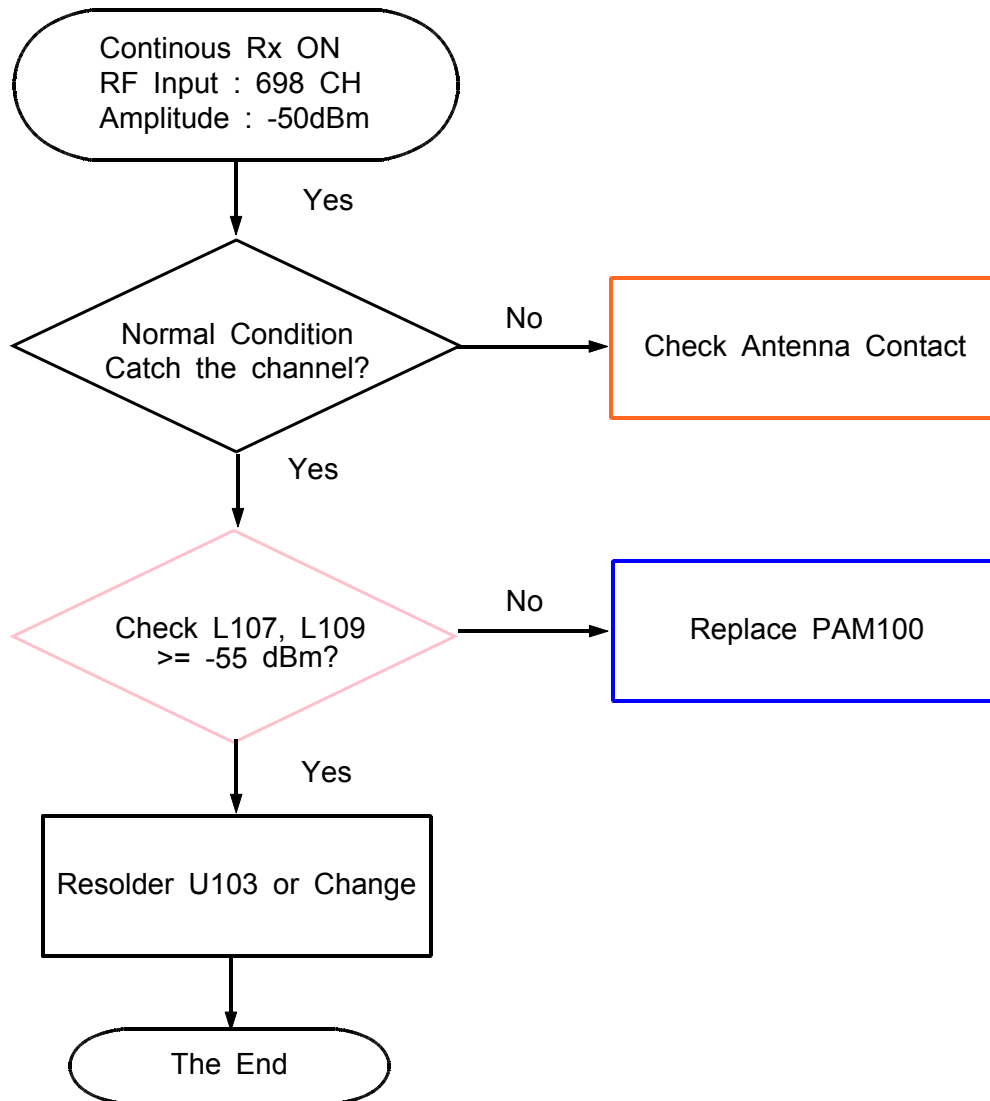 Continous Rx ON
RF Input : 698 CH
Amplitude : -50dBm
Yes
Normal Condition
Catch the channel?
No
Check Antenna Contact
Yes
Check L107, L109
>= -55 dBm?
No
Replace PAM100
Yes
Resolder U103 or Change
The End